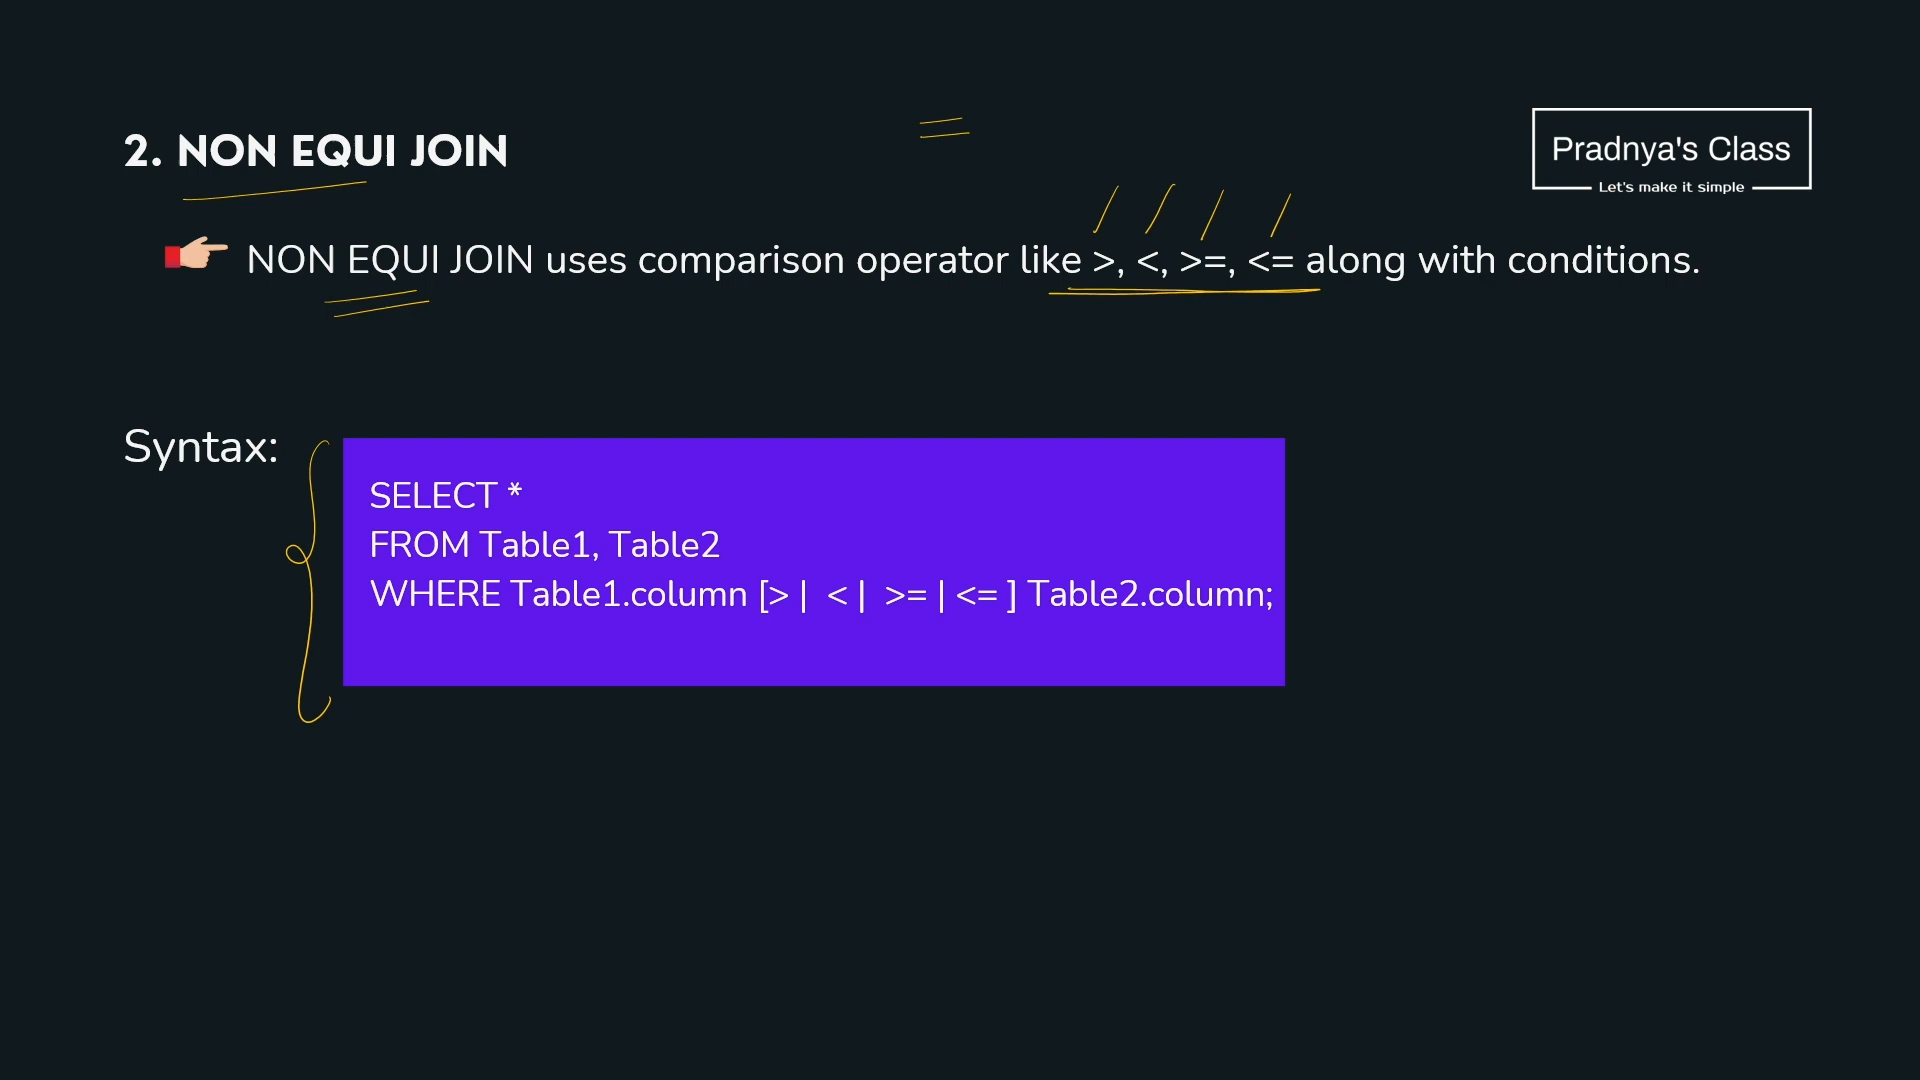 2. NON EQUI JOIN
=
Pradnya's Class
Let's make it simple
NON EQUI JOIN uses comparison operator like >, <, >=, <= along with conditions.
Syntax:
SELECT *
FROM Table1, Table2
WHERE Table1.column [> | < | >= | <= ] Table2.column;